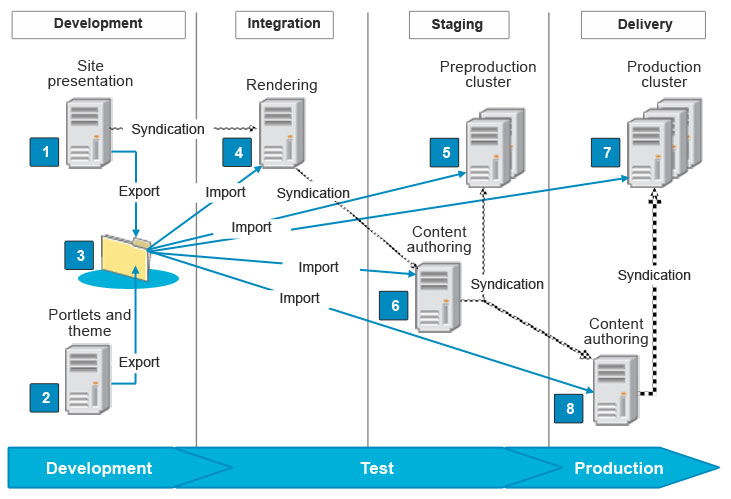 Development
Integration
Staging
Delivery
Site
presentation
Rendering
Preproduction
cluster
Production
cluster
Syndication
1
4
5
7
Export
Import
Syndication
Import
3
Content
authoring
Import
Syndication
Syndication
Import
6
Portlets and
theme
Content
authoring
Export
2
8
Development
Test
Production